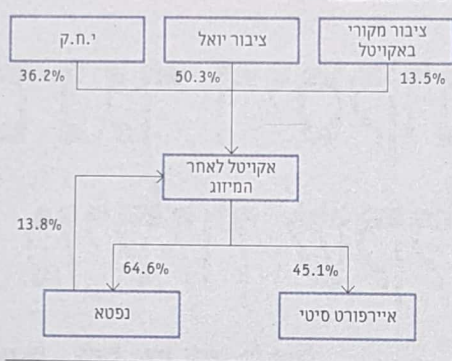 י.ח.ק
ציבור יואל
ציבור מקורי
באקויטל
36.2%
50.3%
13.5%
אקויטל לאחר
המיזוג
13.8%
64.6%
45.1%
נפטא
איירפורט סיטי